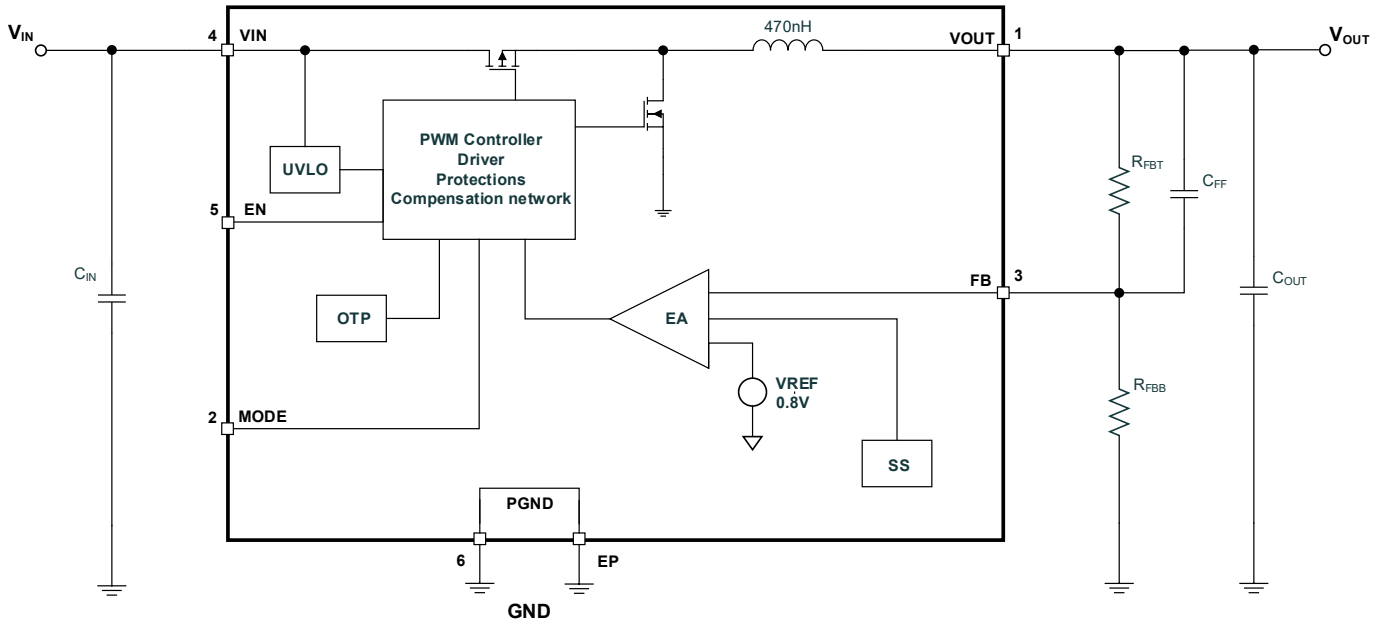 VIN
4
VIN
470nH
VOUT
1
VOUT
PWM Controller
Driver
Protections
Compensation network
UVLO
5
EN
RFBT
CFF
CIN
FB
3
COUT
OTP
EA
VREF
0.8V
RFBB
2
MODE
SS
PGND
6
EP
GND